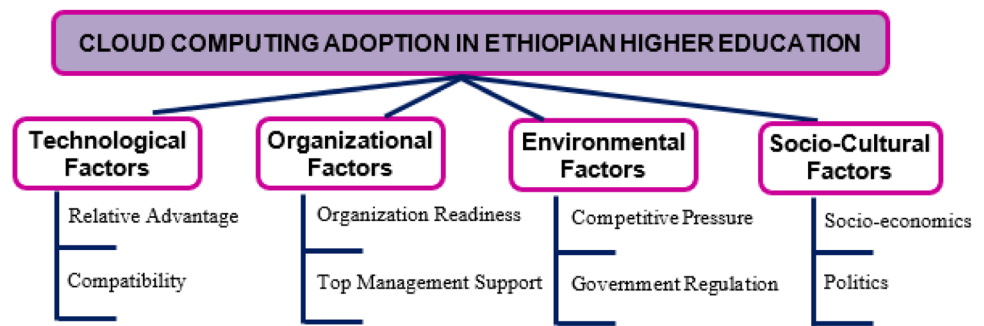 CLOUD COMPUTING ADOPTION IN ETHIOPIAN HIGHER EDUCATION
Technological
Factors
Relative Advantage
Compatibility
Organizational
Factors
Organization Readiness
Top Management Support
Environmental
Factors
Competitive Pressure
Government Regulation
Socio-Cultural
Factors
Socio-economics
Politics